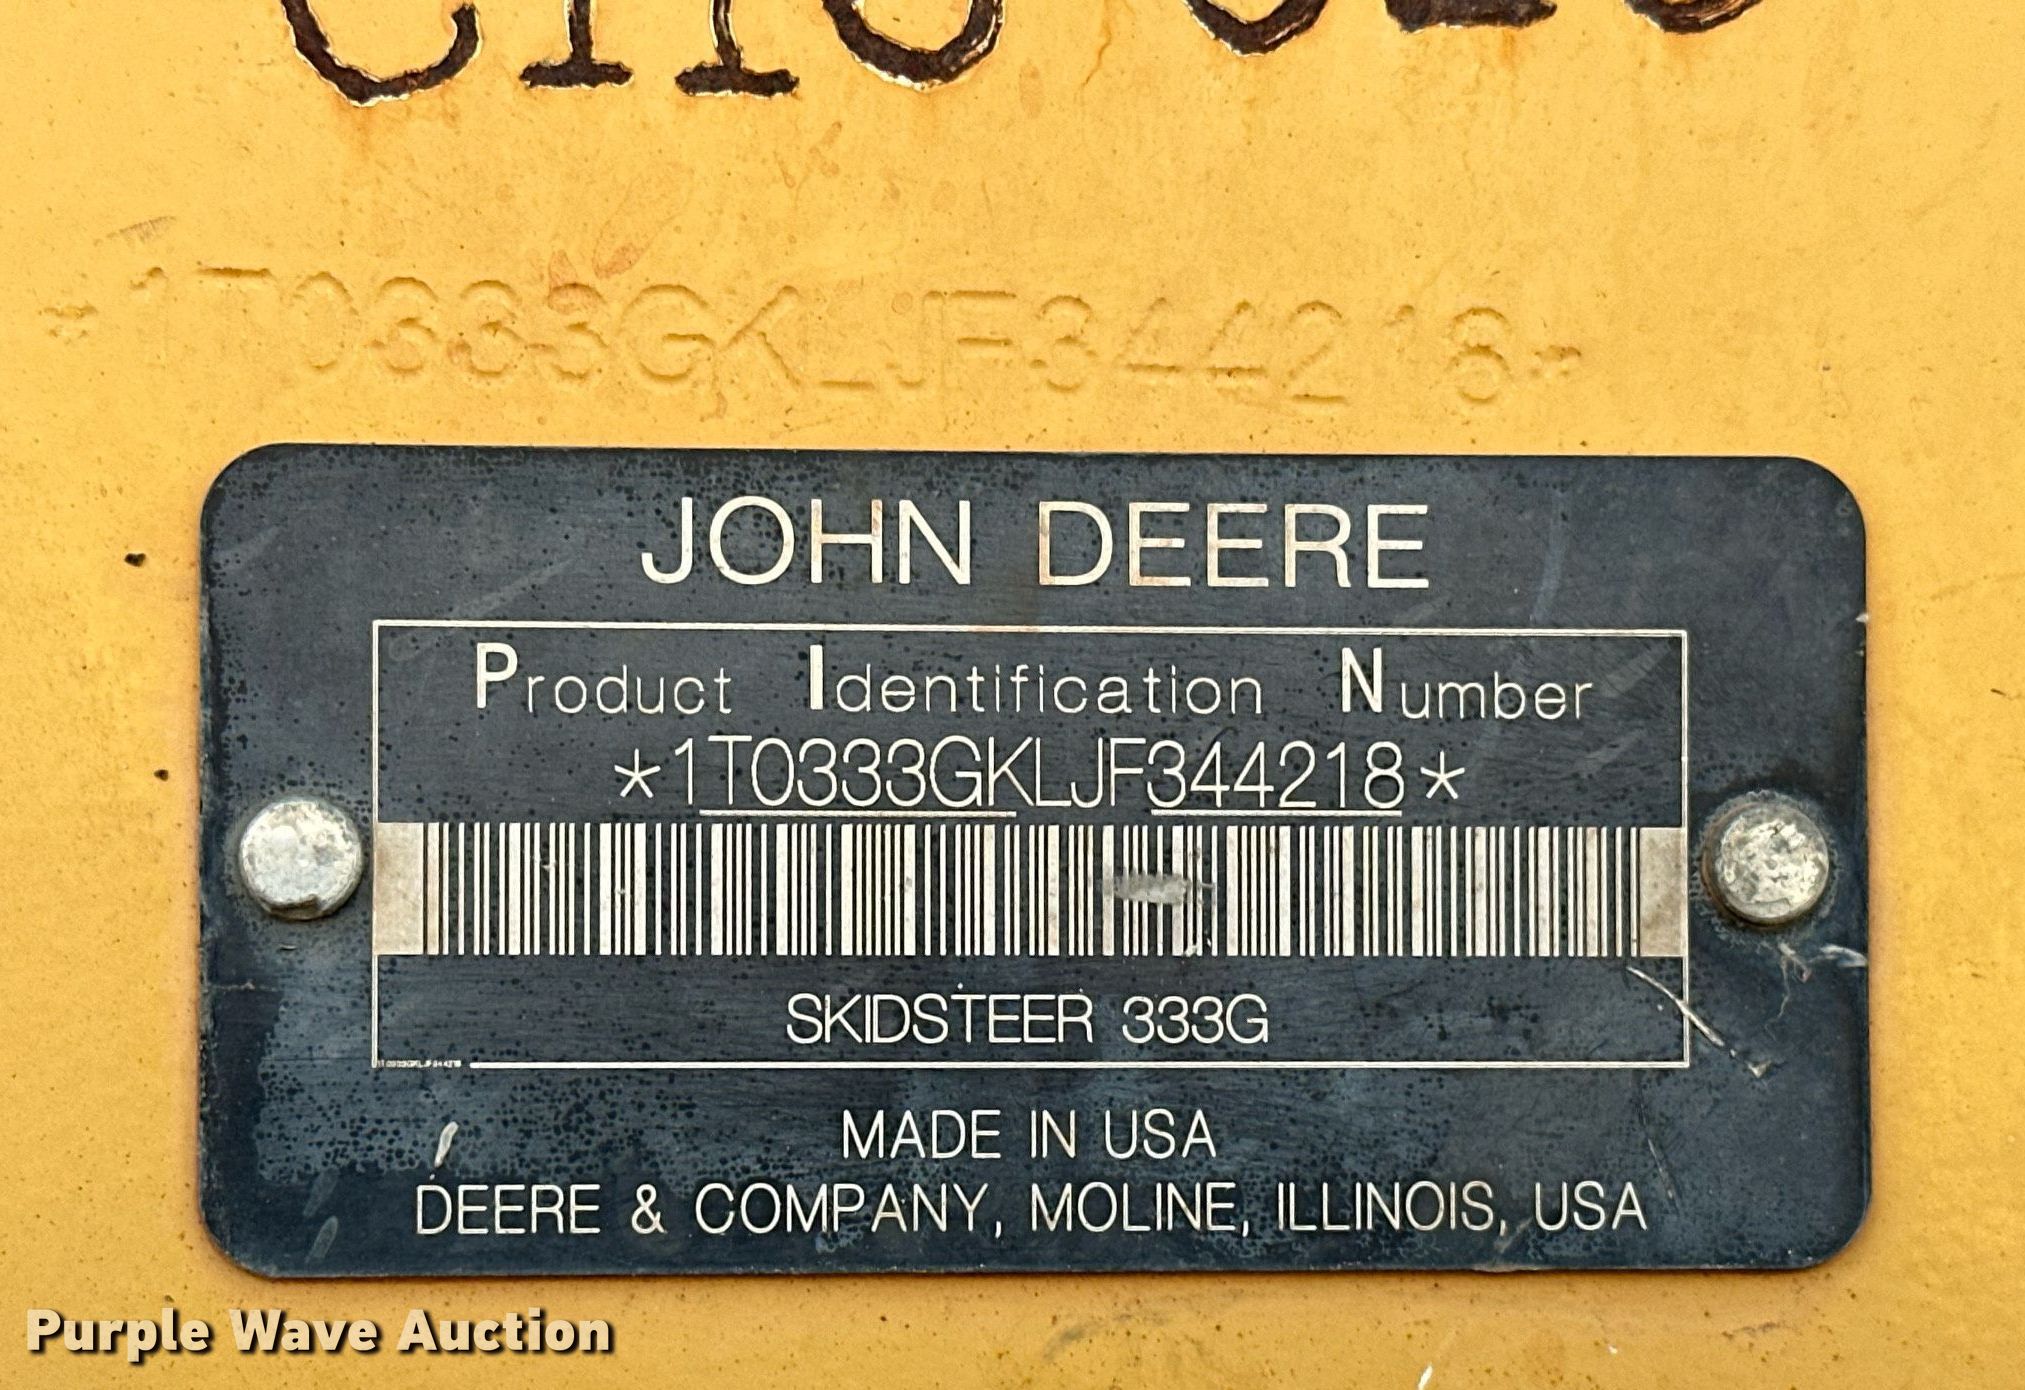 *1T0333GKLJF344218*
JOHN DEERE
Product Identification Number
*1T0333GKLJF344218*
SKIDSTEER 333G
1T0333GKLJF344218
MADE IN USA
DEERE & COMPANY, MOLINE, ILLINOIS, USA
Purple Wave Auction